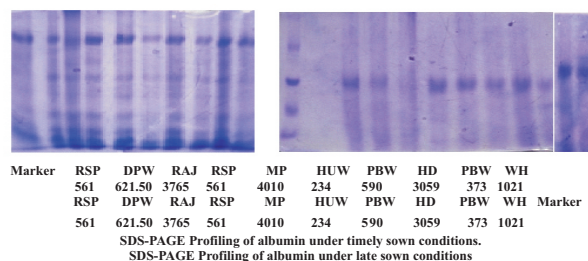 Marker RSP DPW RAJ RSP MP HUW PBW HD PBW WH
561 621.50 3765 561 4010 234 590 3059 373 1021
RSP DPW RAJ RSP MP HUW PBW HD PBW WH Marker
561 621.50 3765 561 4010 234 590 3059 373 1021
SDS-PAGE Profiling of albumin under timely sown conditions.
SDS-PAGE Profiling of albumin under late sown conditions